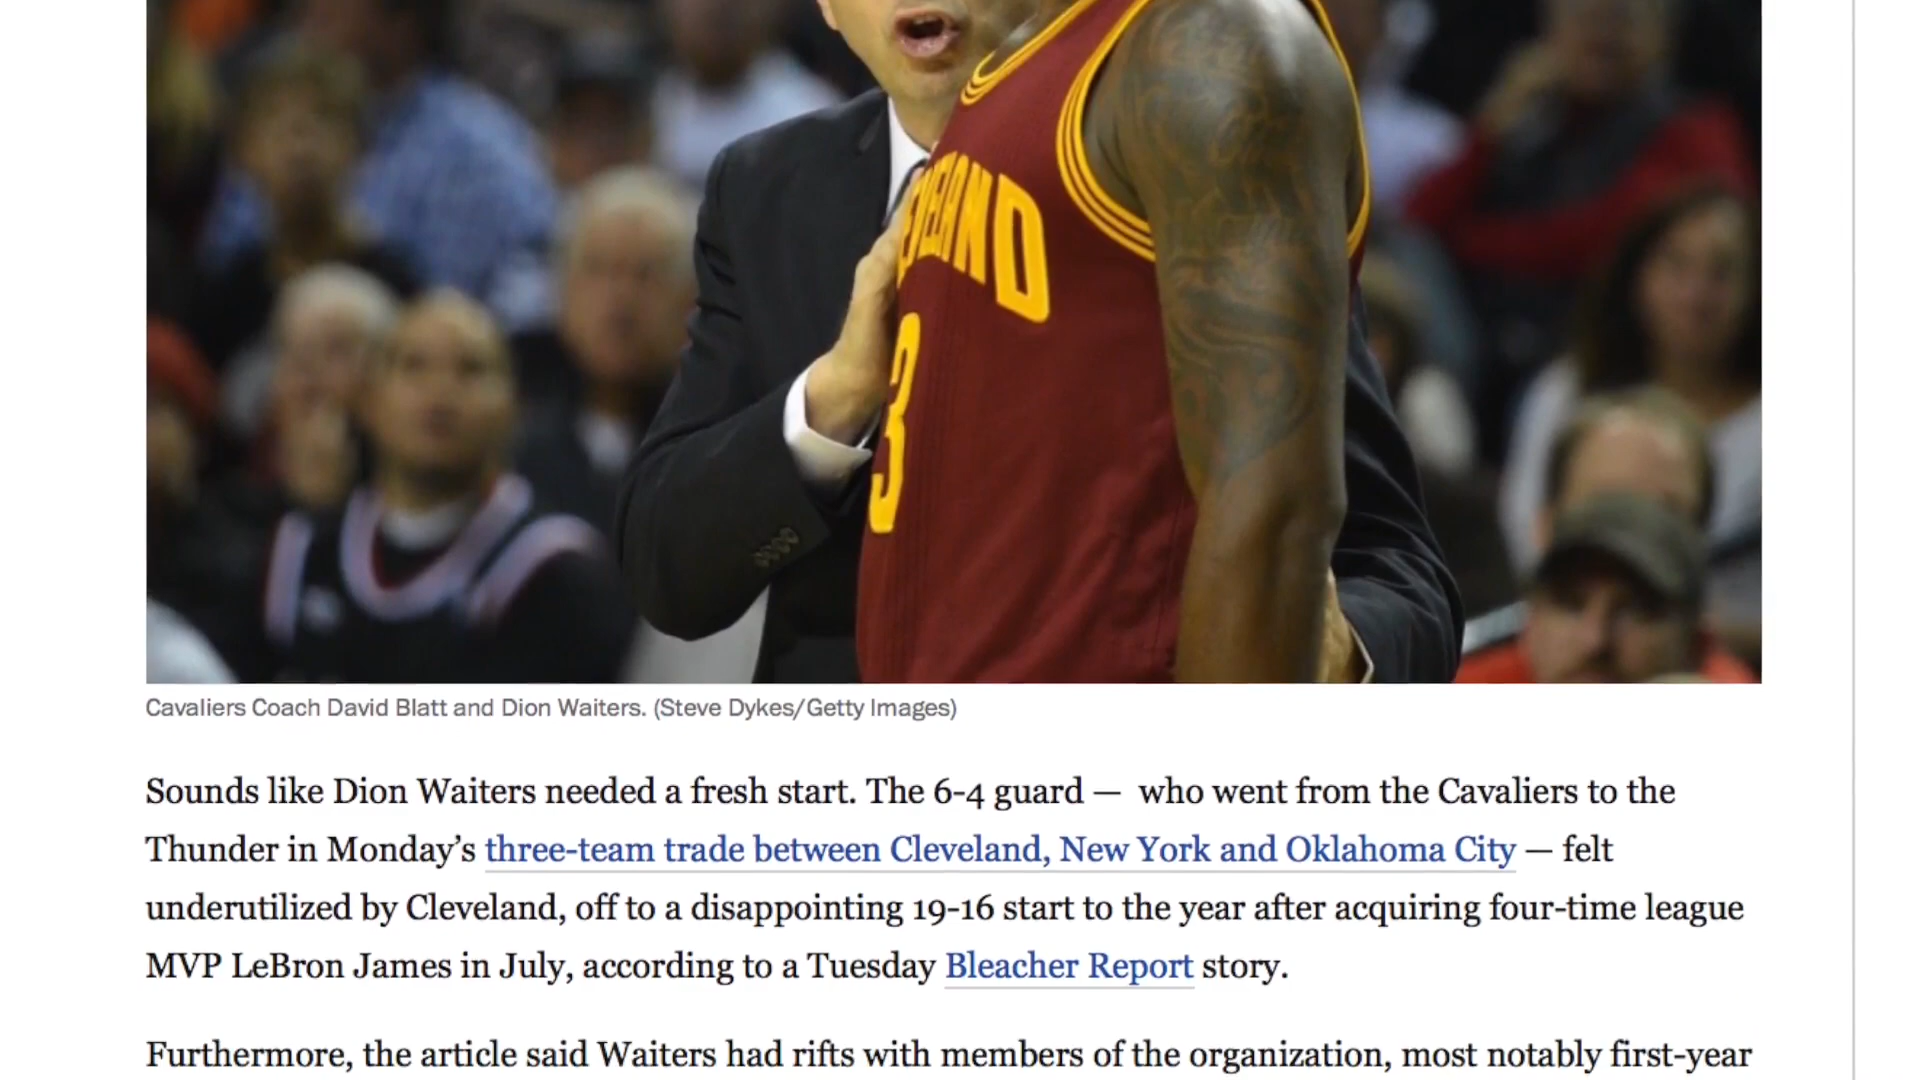 3
Cavaliers Coach David Blatt and Dion Waiters. (Steve Dykes/Getty Images)
Sounds like Dion Waiters needed a fresh start. The 6-4 guard — who went from the Cavaliers to the
Thunder in Monday’s three-team trade between Cleveland, New York and Oklahoma City — felt
underutilized by Cleveland, off to a disappointing 19-16 start to the year after acquiring four-time league
MVP LeBron James in July, according to a Tuesday Bleacher Report story.
Furthermore, the article said Waiters had rifts with members of the organization, most notably first-year